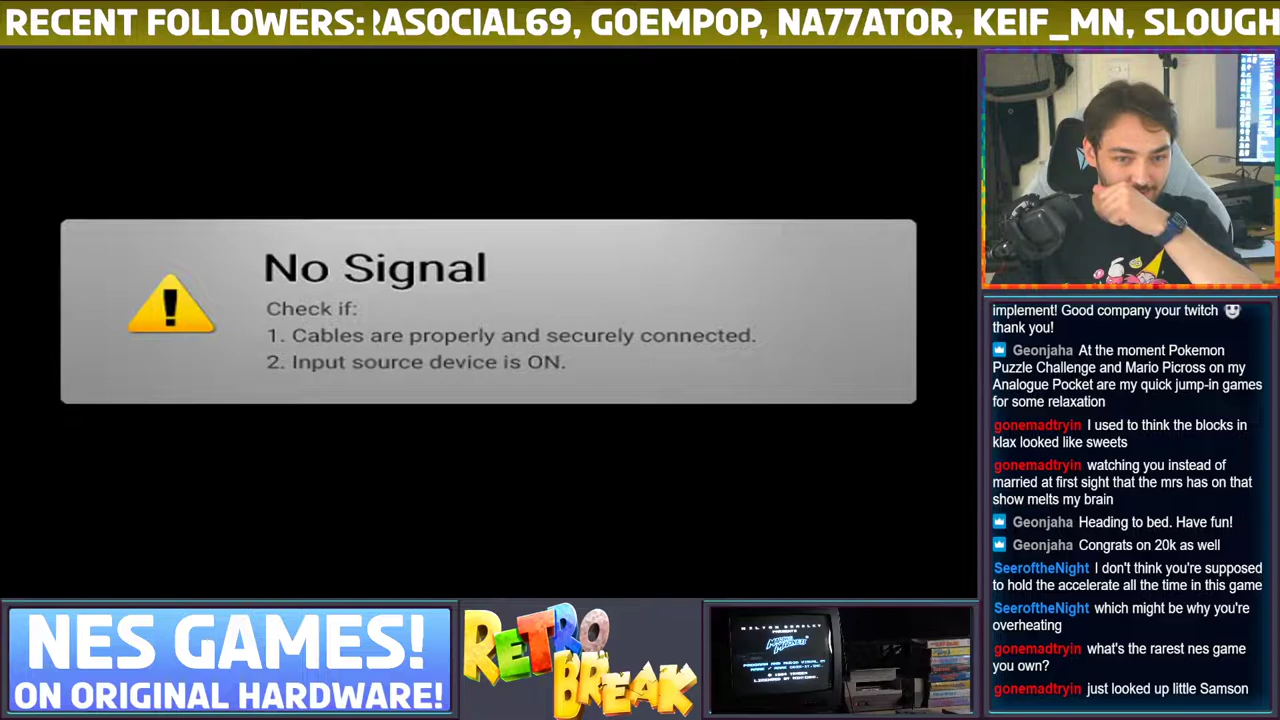 RECENT FOLLOWERS: RASOCIAL69, GOEMPOP, NA77ATOR, KEIF_MN, SLOUGH
No Signal
Check if:
1. Cables are properly and securely connected.
2. Input source device is ON.
implement! Good company your twitch
thank you!
Geonjaha At the moment Pokemon
Puzzle Challenge and Mario Picross on my
Analogue Pocket are my quick jump-in games
for some relaxation
gonemadtryin I used to think the blocks in
klax looked like sweets
gonemadtryin watching you instead of
married at first sight that the mrs has on that
show melts my brain
Geonjaha Heading to bed. Have fun!
Geonjaha Congrats on 20k as well
SeeroftheNight I don't think you're supposed
to hold the accelerate all the time in this game
SeeroftheNight which might be why you're
overheating
gonemadtryin what's the rarest nes game
you own?
gonemadtryin just looked up little Samson
NES GAMES!
ON ORIGINAL HARDWARE!
RETRO
BREAK
MILTON BRADLEY
PRESENTS